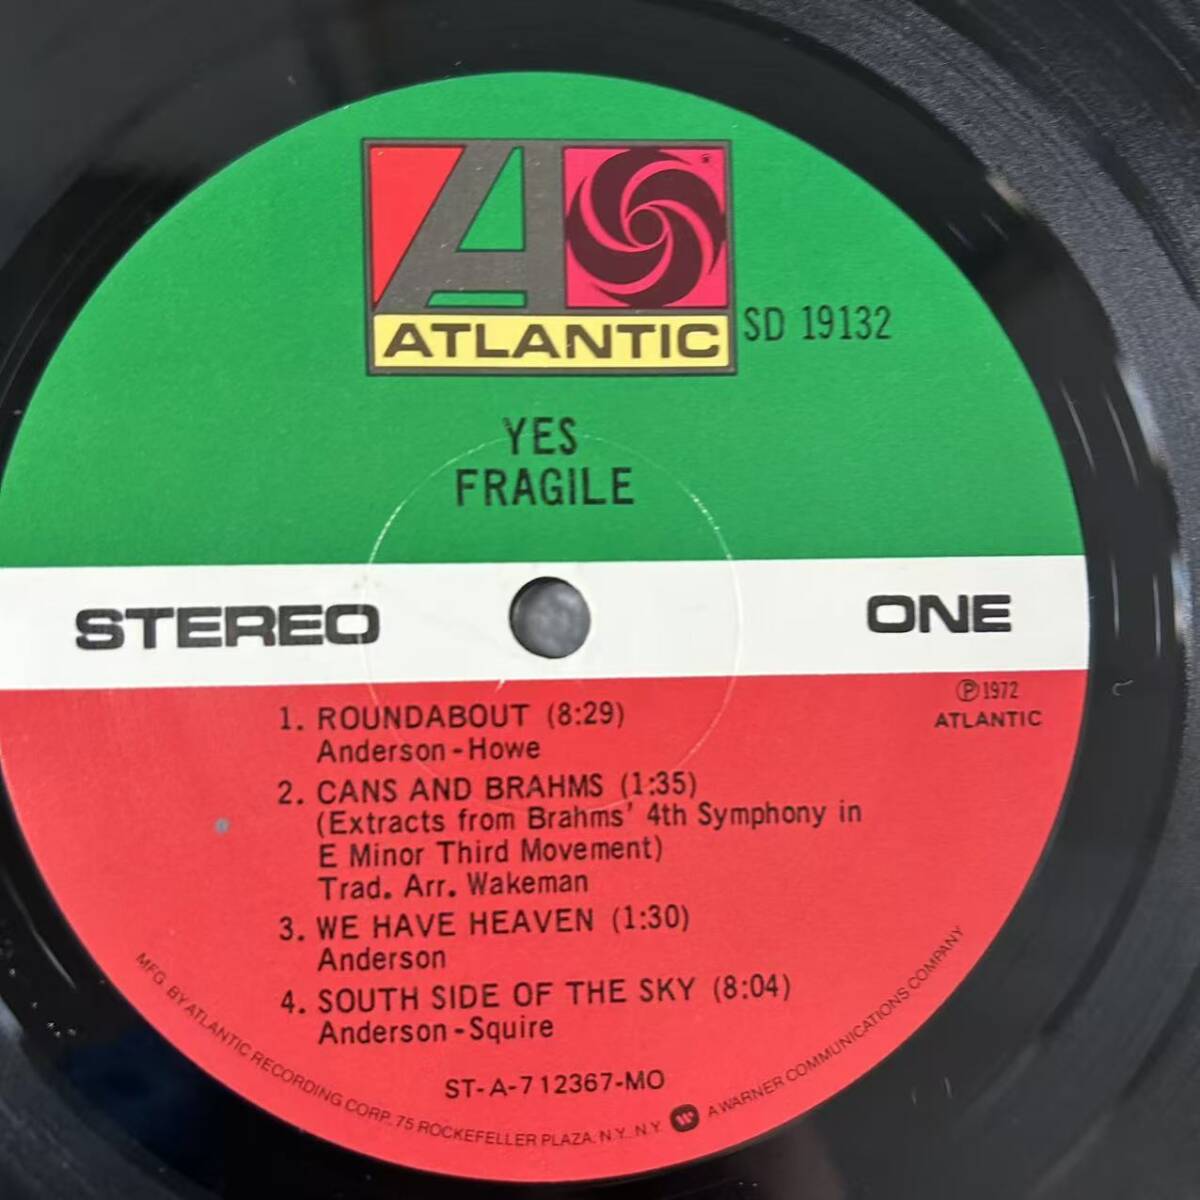 ATLANTIC
SD 19132
YES
FRAGILE
STEREO
ONE
℗ 1972
ATLANTIC
1. ROUNDABOUT (8:29)
Anderson-Howe
2. CANS AND BRAHMS (1:35)
(Extracts from Brahms' 4th Symphony in
E Minor Third Movement)
Trad. Arr. Wakeman
3. WE HAVE HEAVEN (1:30)
Anderson
4. SOUTH SIDE OF THE SKY (8:04)
Anderson-Squire
ST-A-712367-MO
MFG. BY ATLANTIC RECORDING CORP. 75 ROCKEFELLER PLAZA, N.Y., N.Y. A WARNER COMMUNICATIONS COMPANY